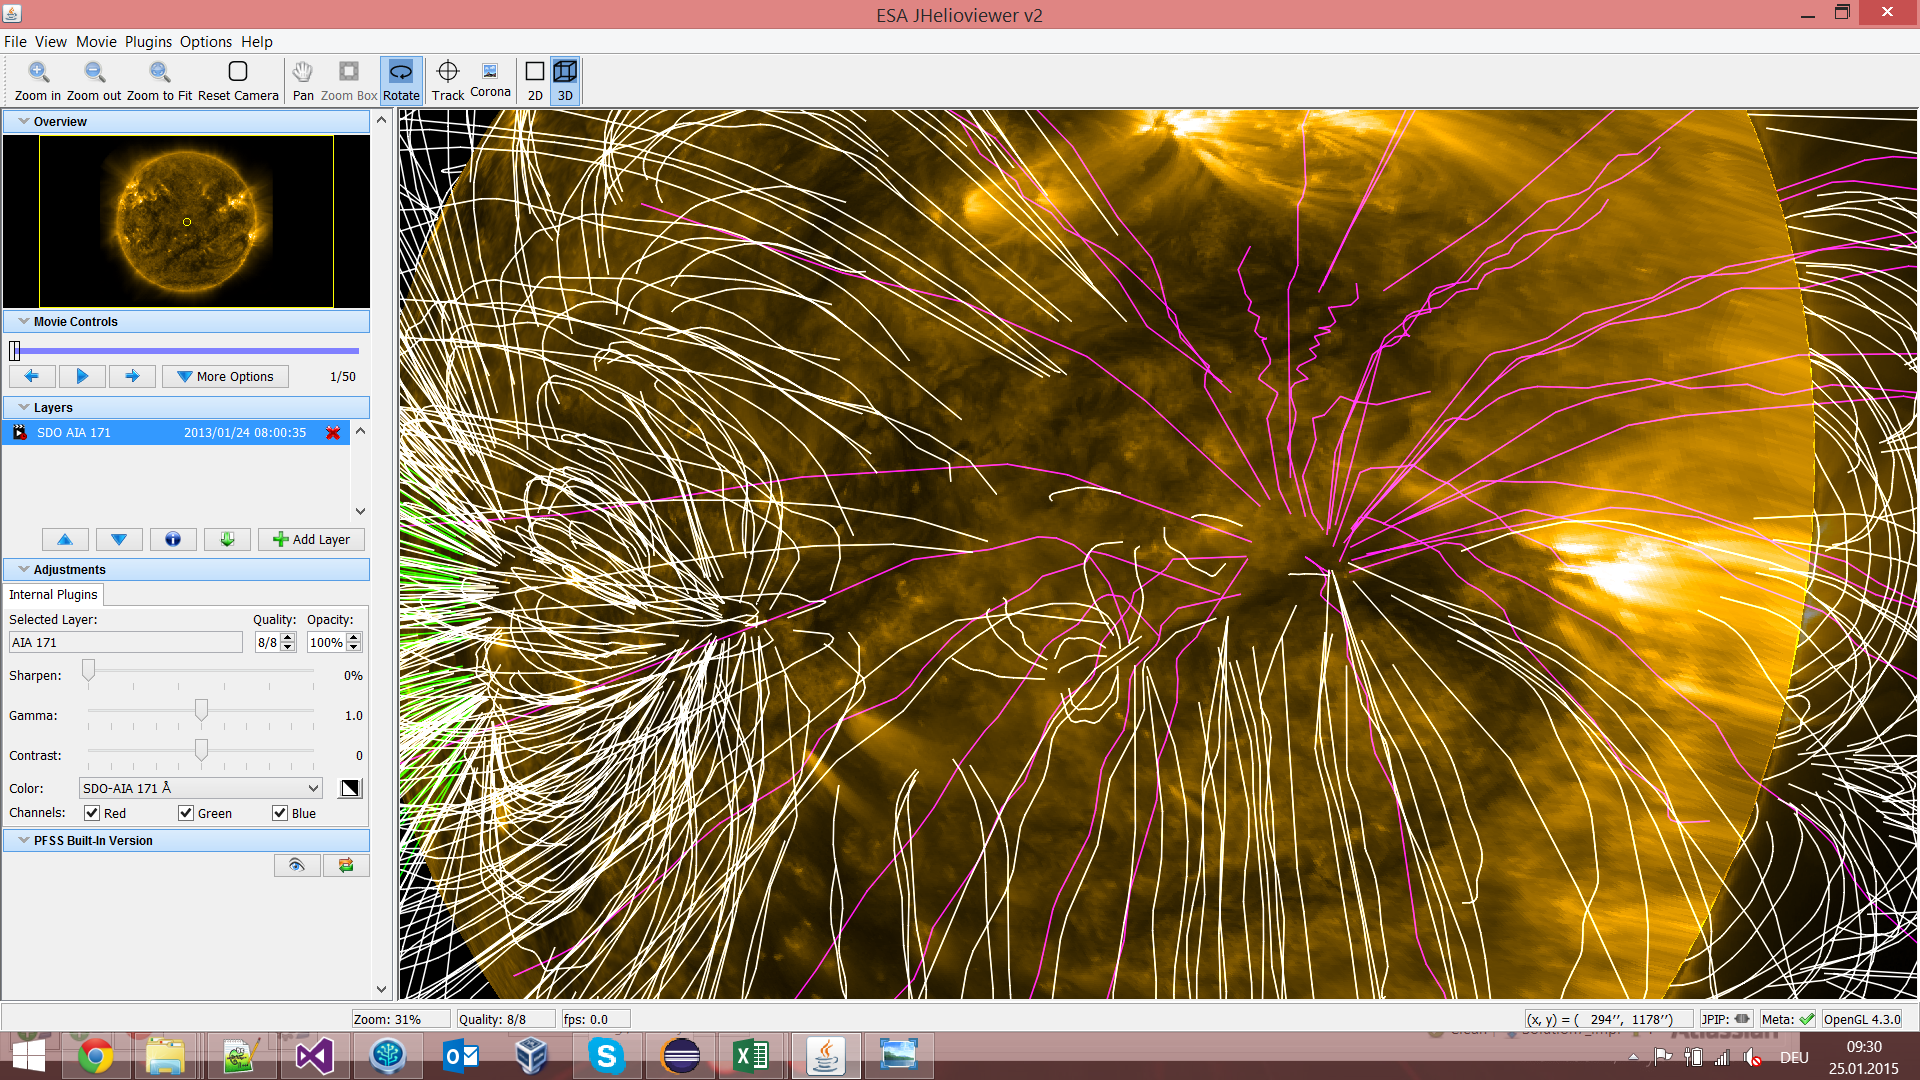 ESA JHelioviewer v2
File View Movie Plugins Options Help
Zoom in Zoom out Zoom to Fit Reset Camera Pan Zoom Box Rotate Track Corona 2D 3D
Overview
Movie Controls
More Options 1/50
Layers
SDO AIA 171 2013/01/24 08:00:35
Add Layer
Adjustments
Internal Plugins
Selected Layer: Quality: Opacity:
AIA 171 8/8 100%
Sharpen: 0%
Gamma: 1.0
Contrast: 0
Color: SDO-AIA 171 Å
Channels: Red Green Blue
PFSS Built-In Version
Zoom: 31% Quality: 8/8 fps: 0.0 (x, y) = ( 294′′, 1178′′) JPIP: Meta: OpenGL 4.3.0
DEU
09:30
25.01.2015